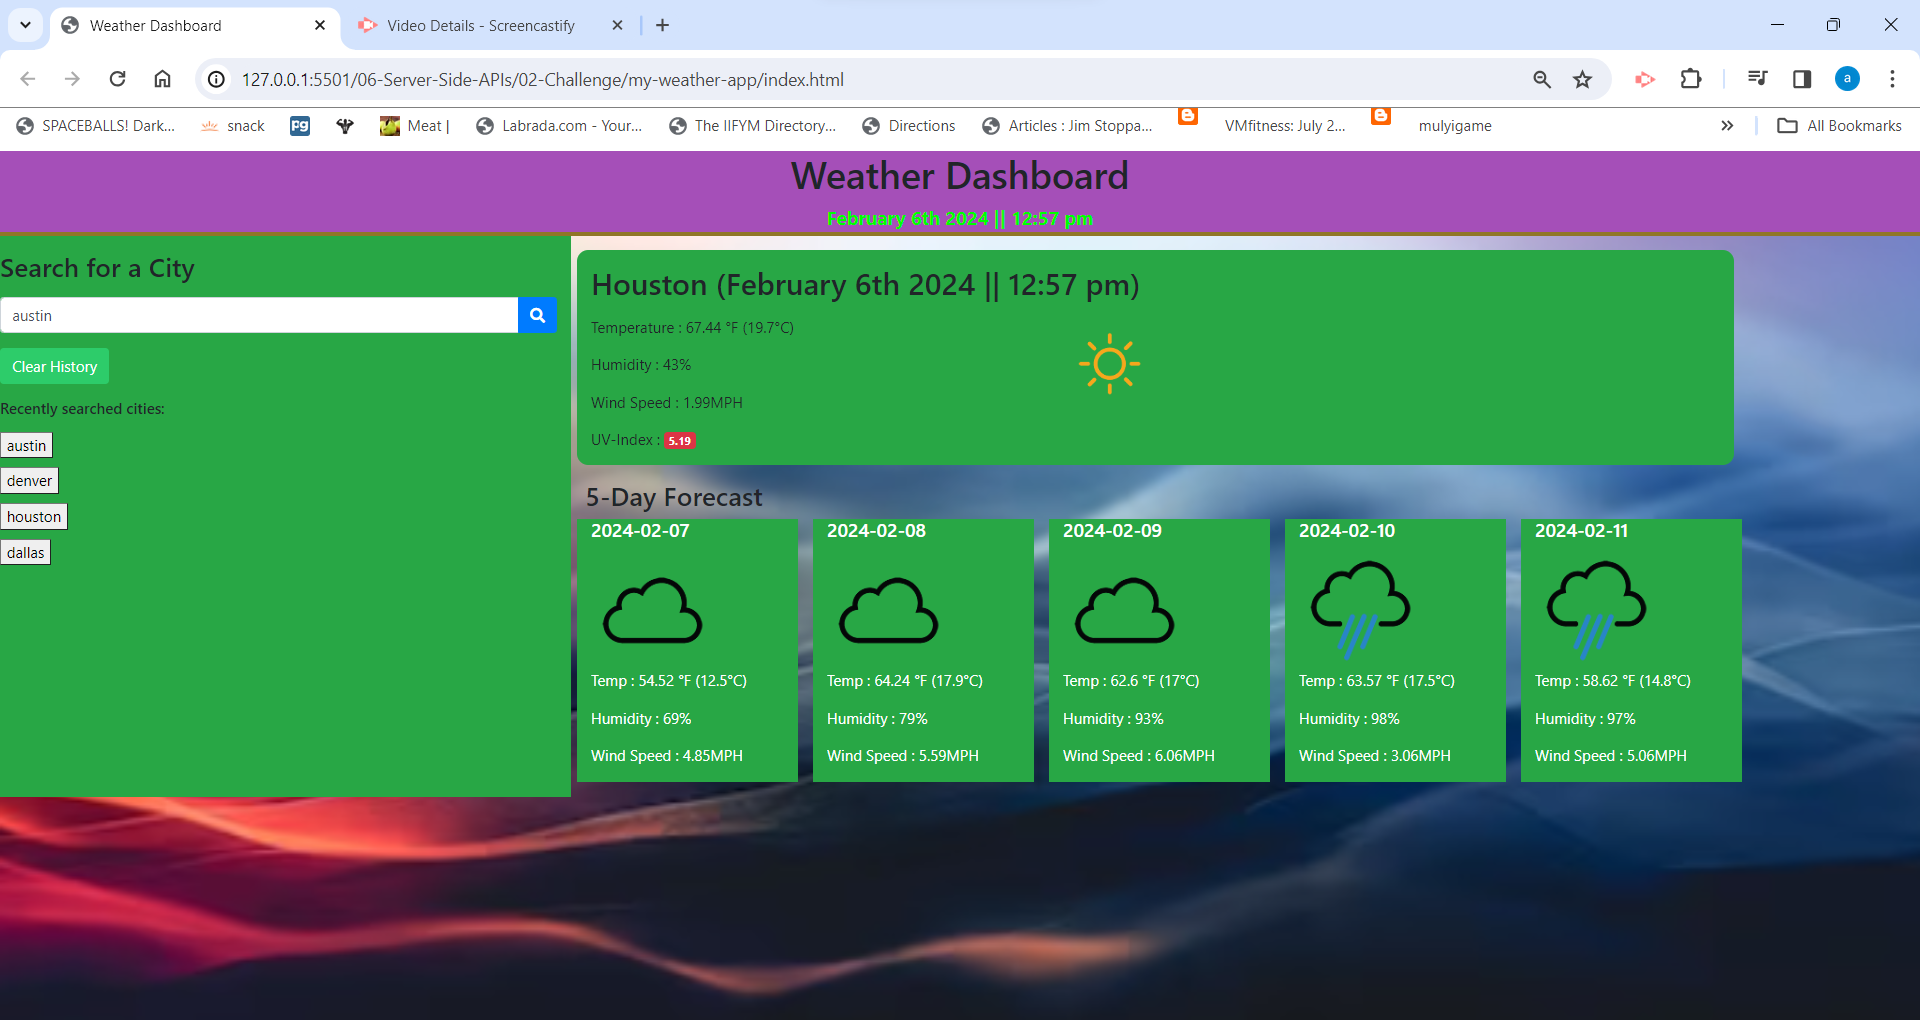 Weather Dashboard
Video Details - Screencastify
127.0.0.1:5501/06-Server-Side-APIs/02-Challenge/my-weather-app/index.html
a
SPACEBALLS! Dark...
snack
pg
Meat |
Labrada.com - Your...
The IIFYM Directory...
Directions
Articles : Jim Stoppa...
VMfitness: July 2...
mulyigame
All Bookmarks
Weather Dashboard
February 6th 2024 || 12:57 pm
Search for a City
austin
Clear History
Recently searched cities:
austin
denver
houston
dallas
Houston (February 6th 2024 || 12:57 pm)
Temperature : 67.44 °F (19.7°C)
Humidity : 43%
Wind Speed : 1.99MPH
UV-Index : 5.19
5-Day Forecast
2024-02-07
Temp : 54.52 °F (12.5°C)
Humidity : 69%
Wind Speed : 4.85MPH
2024-02-08
Temp : 64.24 °F (17.9°C)
Humidity : 79%
Wind Speed : 5.59MPH
2024-02-09
Temp : 62.6 °F (17°C)
Humidity : 93%
Wind Speed : 6.06MPH
2024-02-10
Temp : 63.57 °F (17.5°C)
Humidity : 98%
Wind Speed : 3.06MPH
2024-02-11
Temp : 58.62 °F (14.8°C)
Humidity : 97%
Wind Speed : 5.06MPH